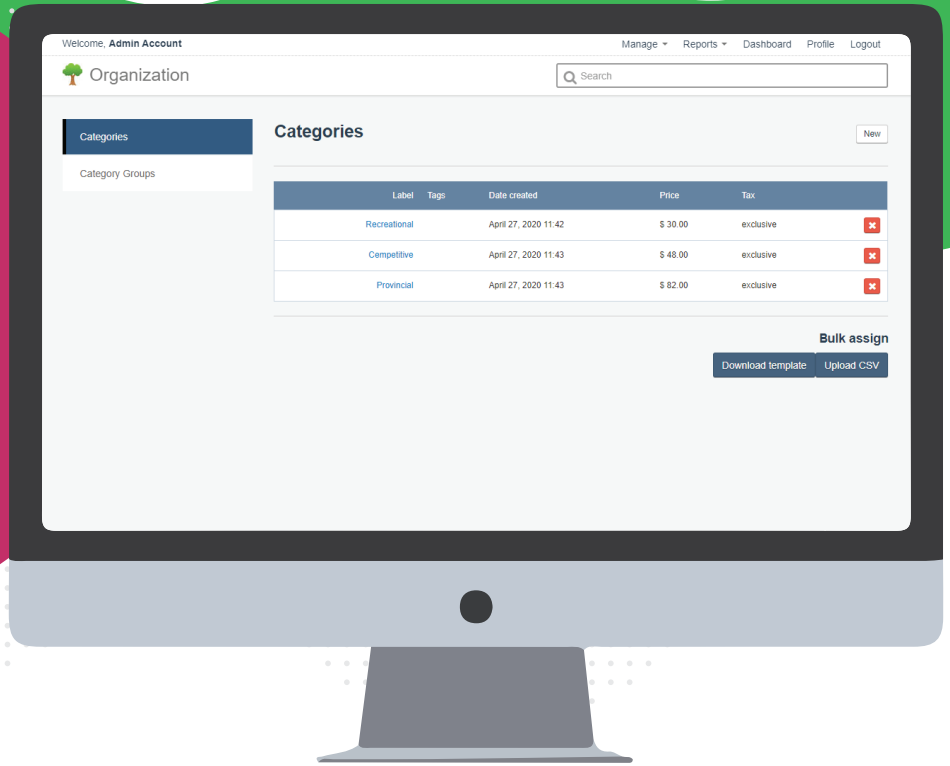 Welcome, Admin Account
Manage Reports Dashboard Profile Logout
Organization
Search
Categories
Category Groups
Categories
New
Label Tags Date created Price Tax
Recreational April 27, 2020 11:42 $ 30.00 exclusive
Cempetitive April 27, 2020 11:43 $ 48.00 exclusive
Provincial April 27, 2020 11:43 $ 82.00 exclusive
Bulk assign
Download template Upload CSV